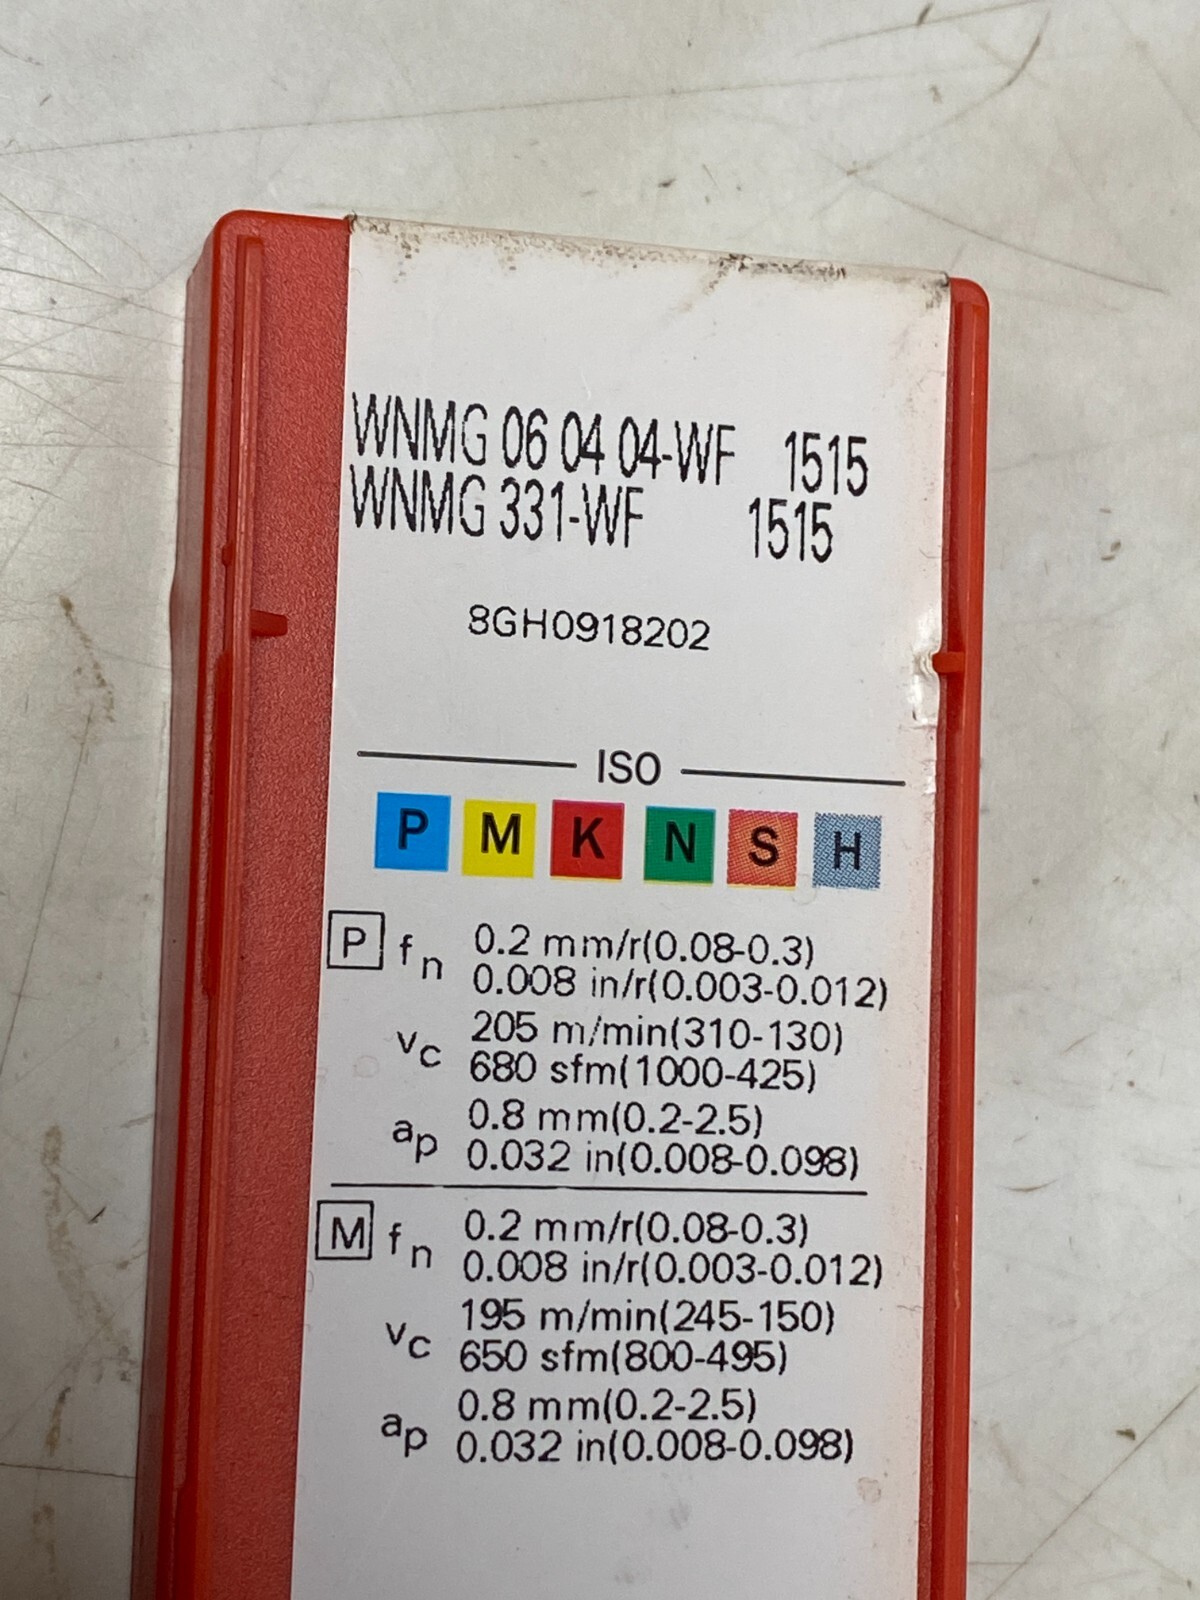 WNMG 06 04 04-WF 1515
WNMG 331-WF 1515
8GH0918202
ISO
P M K N S H
P fn 0.2 mm/r(0.08-0.3)
0.008 in/r(0.003-0.012)
vc 205 m/min(310-130)
680 sfm(1000-425)
ap 0.8 mm(0.2-2.5)
0.032 in(0.008-0.098)
M fn 0.2 mm/r(0.08-0.3)
0.008 in/r(0.003-0.012)
vc 195 m/min(245-150)
650 sfm(800-495)
ap 0.8 mm(0.2-2.5)
0.032 in(0.008-0.098)